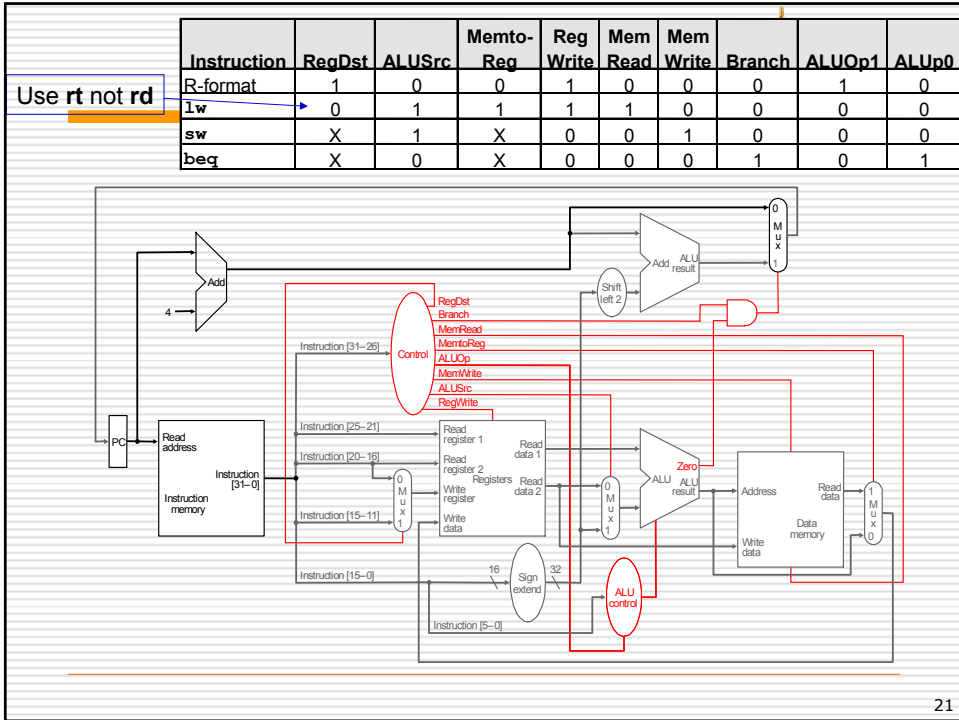 Memto- Reg Mem Mem
Instruction RegDst ALUSrc Reg Write Read Write Branch ALUOp1 ALUp0
R-format 1 0 0 1 0 0 0 1 0
lw 0 1 1 1 1 0 0 0 0
sw X 1 X 0 0 1 0 0 0
beq X 0 X 0 0 0 1 0 1
Use rt not rd
0
M
u
x
1
Add
4
Add
ALU
result
Shift
left 2
RegDst
Branch
MemRead
MemtoReg
ALUOp
MemWrite
ALUSrc
RegWrite
Control
Instruction [31–26]
Instruction [25–21]
Instruction [20–16]
Instruction [15–11]
Instruction [15–0]
Instruction [5–0]
PC
Read
address
Instruction
[31–0]
Instruction
memory
0
M
u
x
1
Read
register 1
Read
register 2
Write
register
Write
data
Registers
Read
data 1
Read
data 2
0
M
u
x
1
Zero
ALU
ALU
result
Address
Write
data
Read
data
Data
memory
1
M
u
x
0
16
Sign
extend
32
ALU
control
21